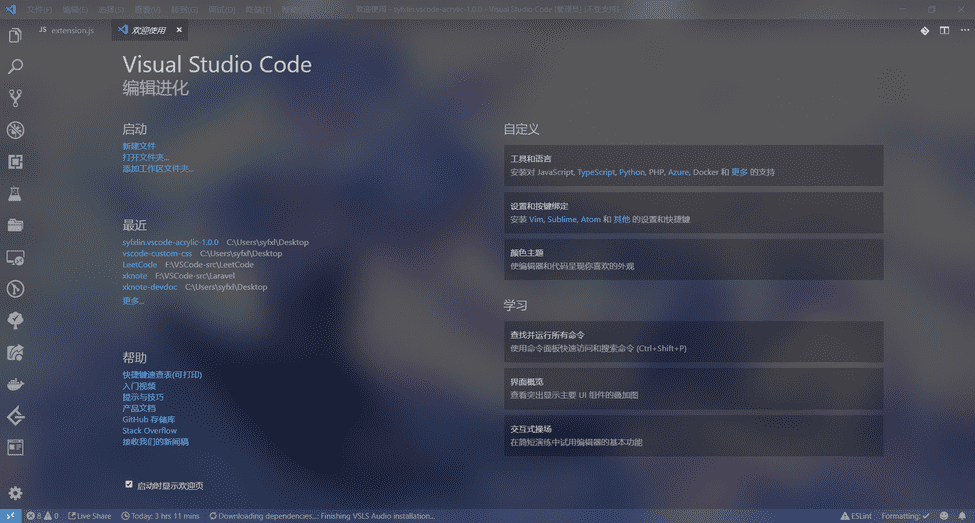 文件(F) 编辑(E) 选择(S) 查看(V) 转到(G) 调试(D) 终端(T) 帮助(H)
欢迎使用 - syfxlin.vscode-acrylic-1.0.0 - Visual Studio Code [管理员] [不受支持]
JS extension.js
欢迎使用
Visual Studio Code
编辑进化
启动
新建文件
打开文件夹...
添加工作区文件夹...
最近
syfxlin.vscode-acrylic-1.0.0 C:\Users\syfxl\Desktop
vscode-custom-css C:\Users\syfxl\Desktop
LeetCode F:\VSCode-src\LeetCode
xknote F:\VSCode-src\Laravel
xknote-devdoc C:\Users\syfxl\Desktop
更多...
帮助
快捷键速查表(可打印)
入门视频
提示与技巧
产品文档
GitHub 存储库
Stack Overflow
接收我们的新闻稿
启动时显示欢迎页
自定义
工具和语言
安装对 JavaScript, TypeScript, Python, PHP, Azure, Docker 和 更多 的支持
设置和按键绑定
安装 Vim, Sublime, Atom 和 其他 的设置和快捷键
颜色主题
使编辑器和代码呈现你喜欢的外观
学习
查找并运行所有命令
使用命令面板快速访问和搜索命令 (Ctrl+Shift+P)
界面概览
查看突出显示主要 UI 组件的叠加图
交互式操场
在简短演练中试用编辑器的基本功能
8 0 Live Share Today: 3 hrs 11 mins Downloading dependencies...: Finishing VSLS Audio installation... ESLint Formatting: ✓